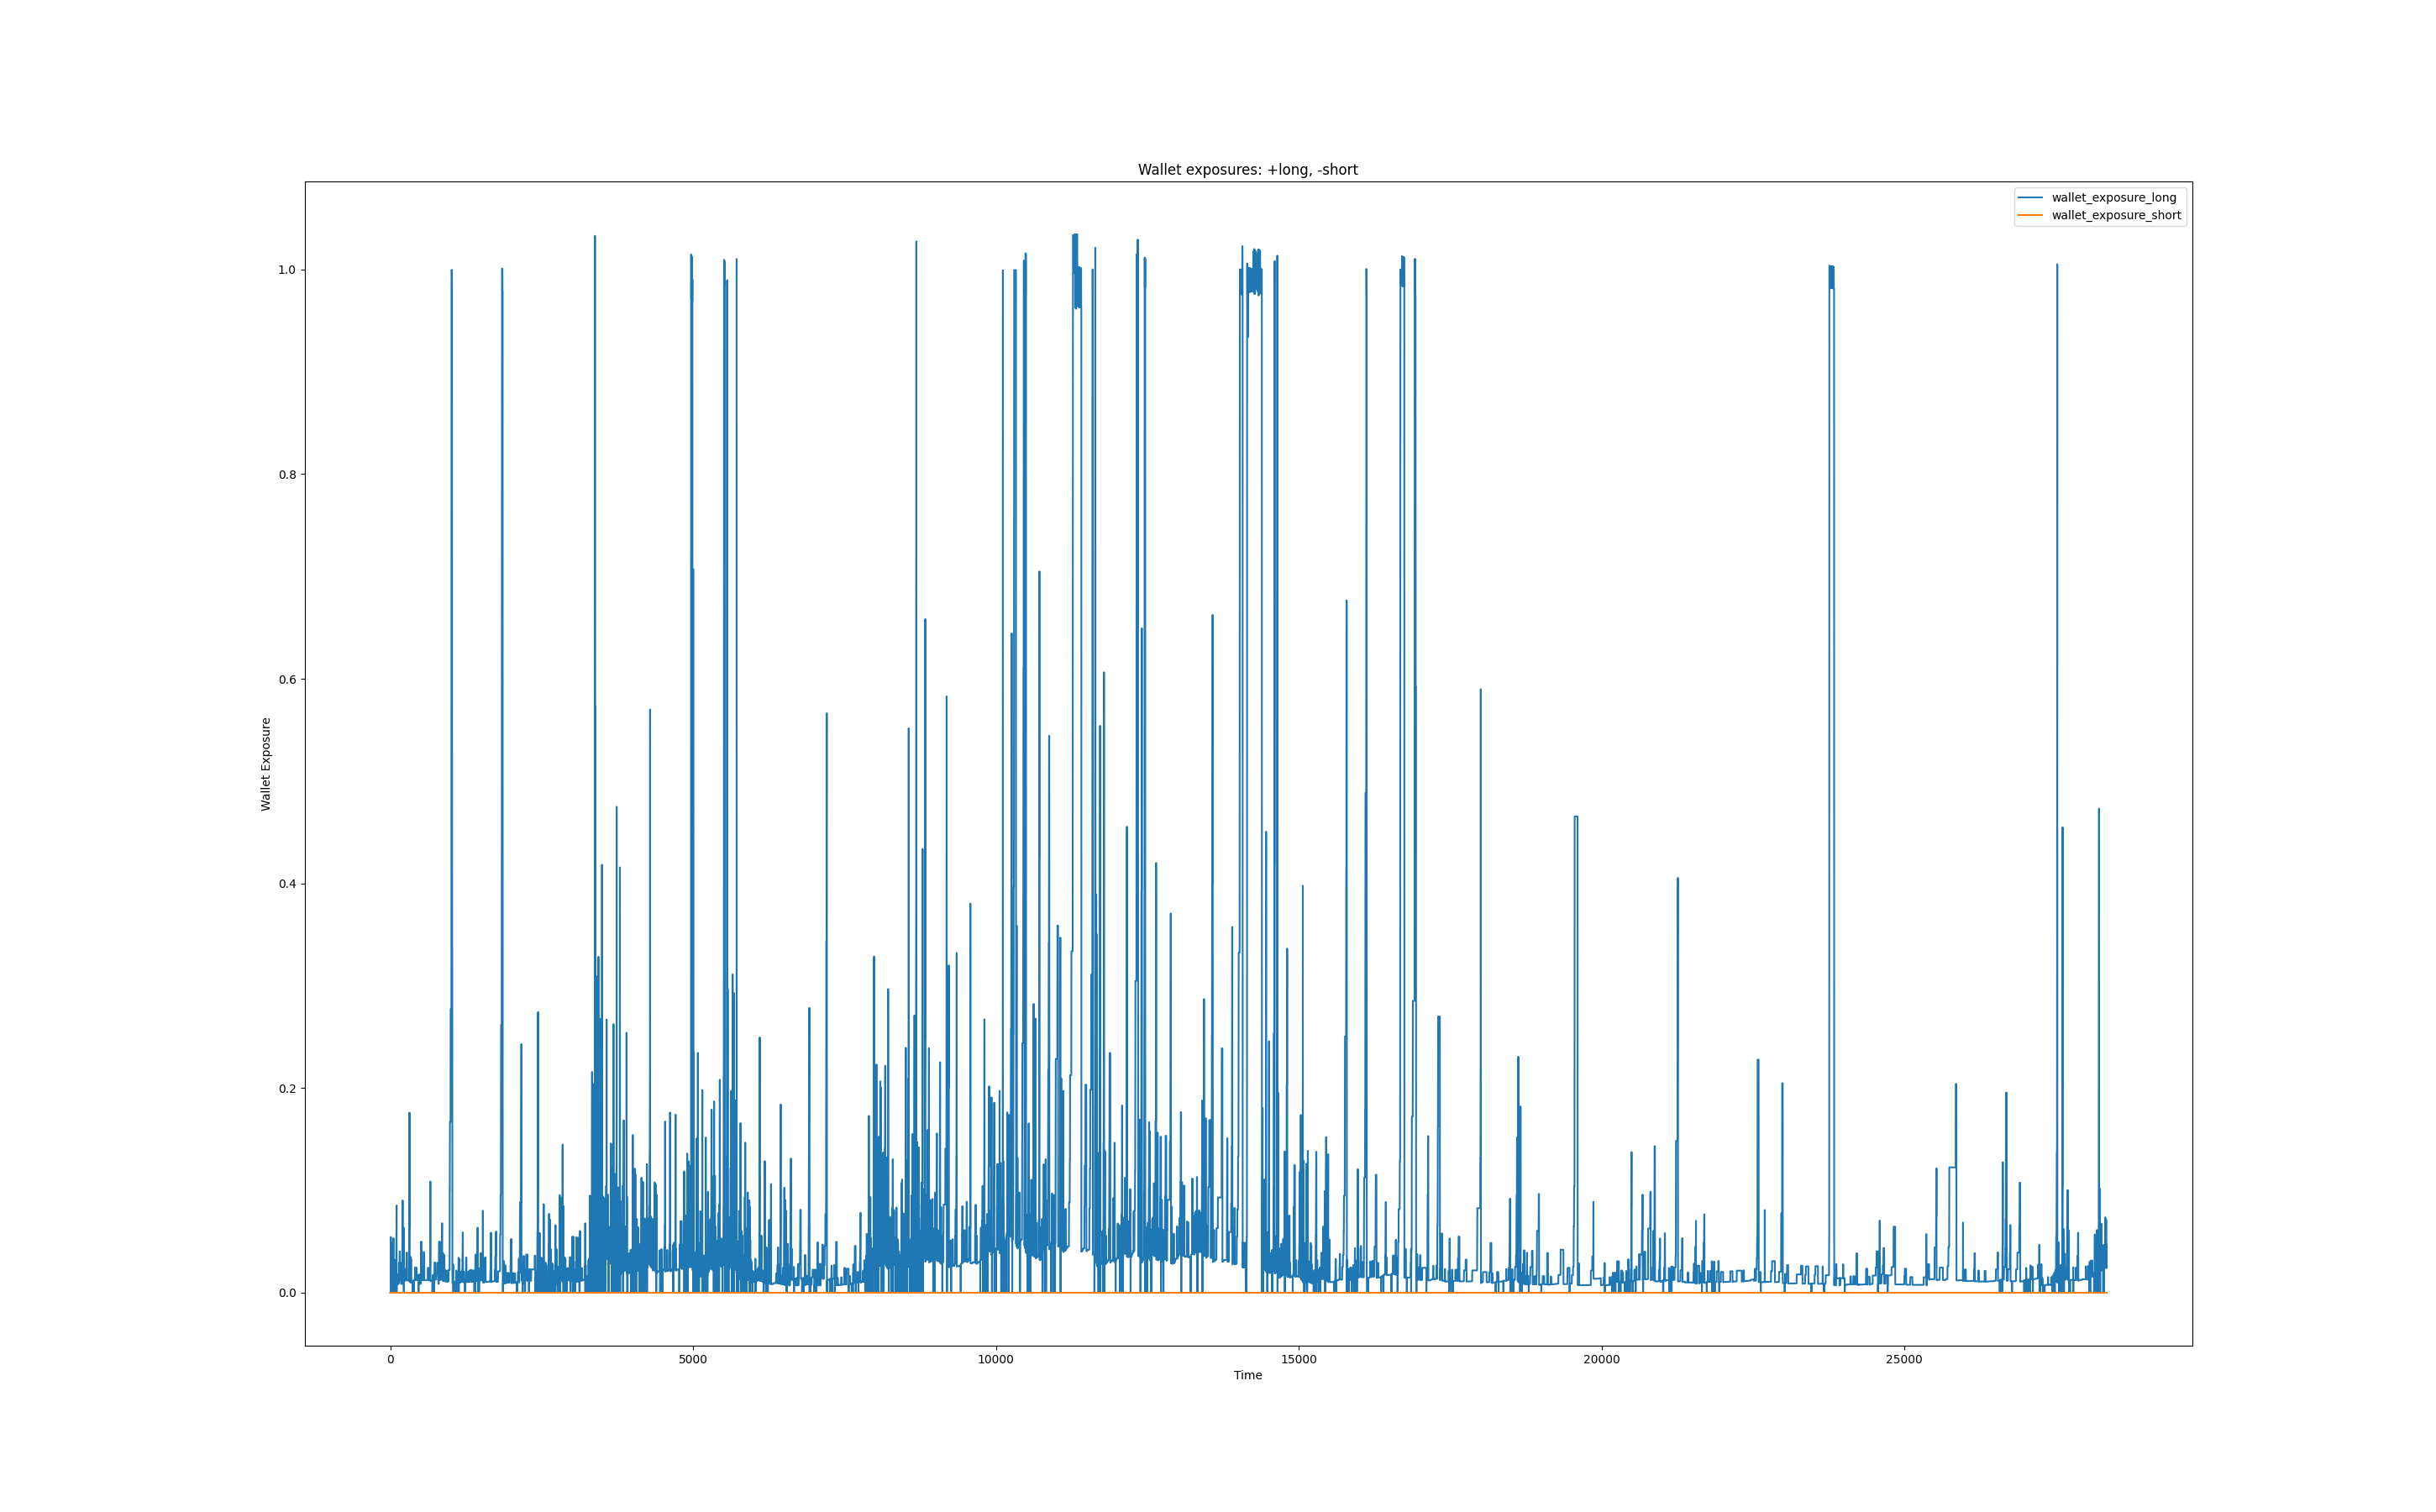 Wallet exposures: +long, -short
wallet_exposure_long
wallet_exposure_short
1.0
0.8
0.6
0.4
0.2
0.0
Wallet Exposure
0 5000 10000 15000 20000 25000
Time